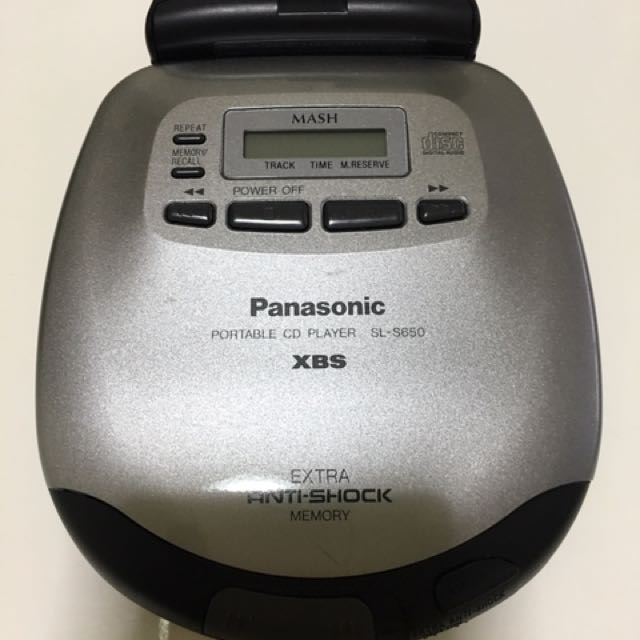 MASH
REPEAT
MEMORY/
RECALL
TRACK TIME M.RESERVE
COMPACT
disc
DIGITAL AUDIO
◀◀ POWER OFF ▶▶
Panasonic
PORTABLE CD PLAYER SL-S650
XBS
EXTRA
ANTI-SHOCK
MEMORY